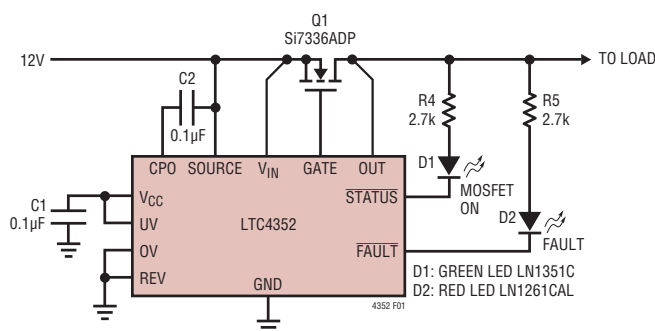 Q1
Si7336ADP
12V
TO LOAD
C2
0.1µF
R4
2.7k
R5
2.7k
CPO SOURCE VIN GATE OUT
D1
MOSFET
ON
VCC
STATUS
C1
0.1µF
UV
LTC4352
D2
OV
FAULT
FAULT
REV
GND
D1: GREEN LED LN1351C
D2: RED LED LN1261CAL
4352 F01